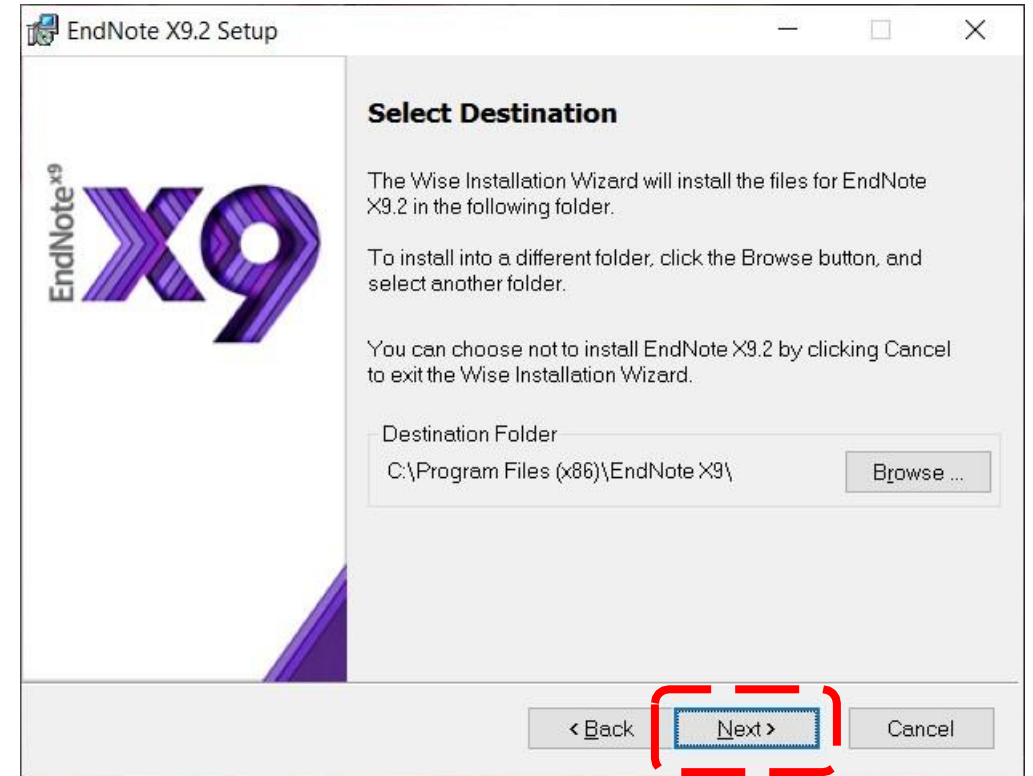 EndNote X9.2 Setup
EndNote X9
X9
Select Destination
The Wise Installation Wizard will install the files for EndNote
X9.2 in the following folder.
To install into a different folder, click the Browse button, and
select another folder.
You can choose not to install EndNote X9.2 by clicking Cancel
to exit the Wise Installation Wizard.
Destination Folder
C:\Program Files (x86)\EndNote X9\
Browse ...
< Back
Next >
Cancel